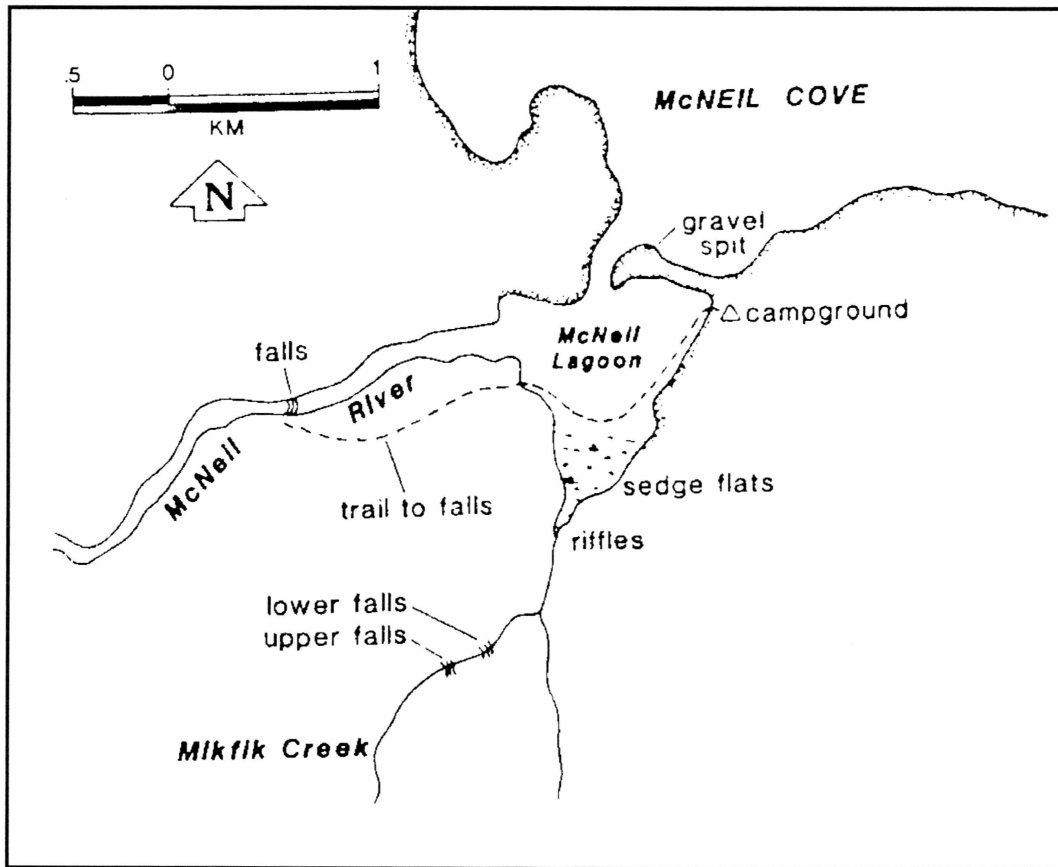 .5 0 1
KM
N
McNEIL COVE
gravel
spit
campground
McNeil
Lagoon
falls
River
McNeil
trail to falls
sedge flats
riffles
lower falls
upper falls
Mikfik Creek